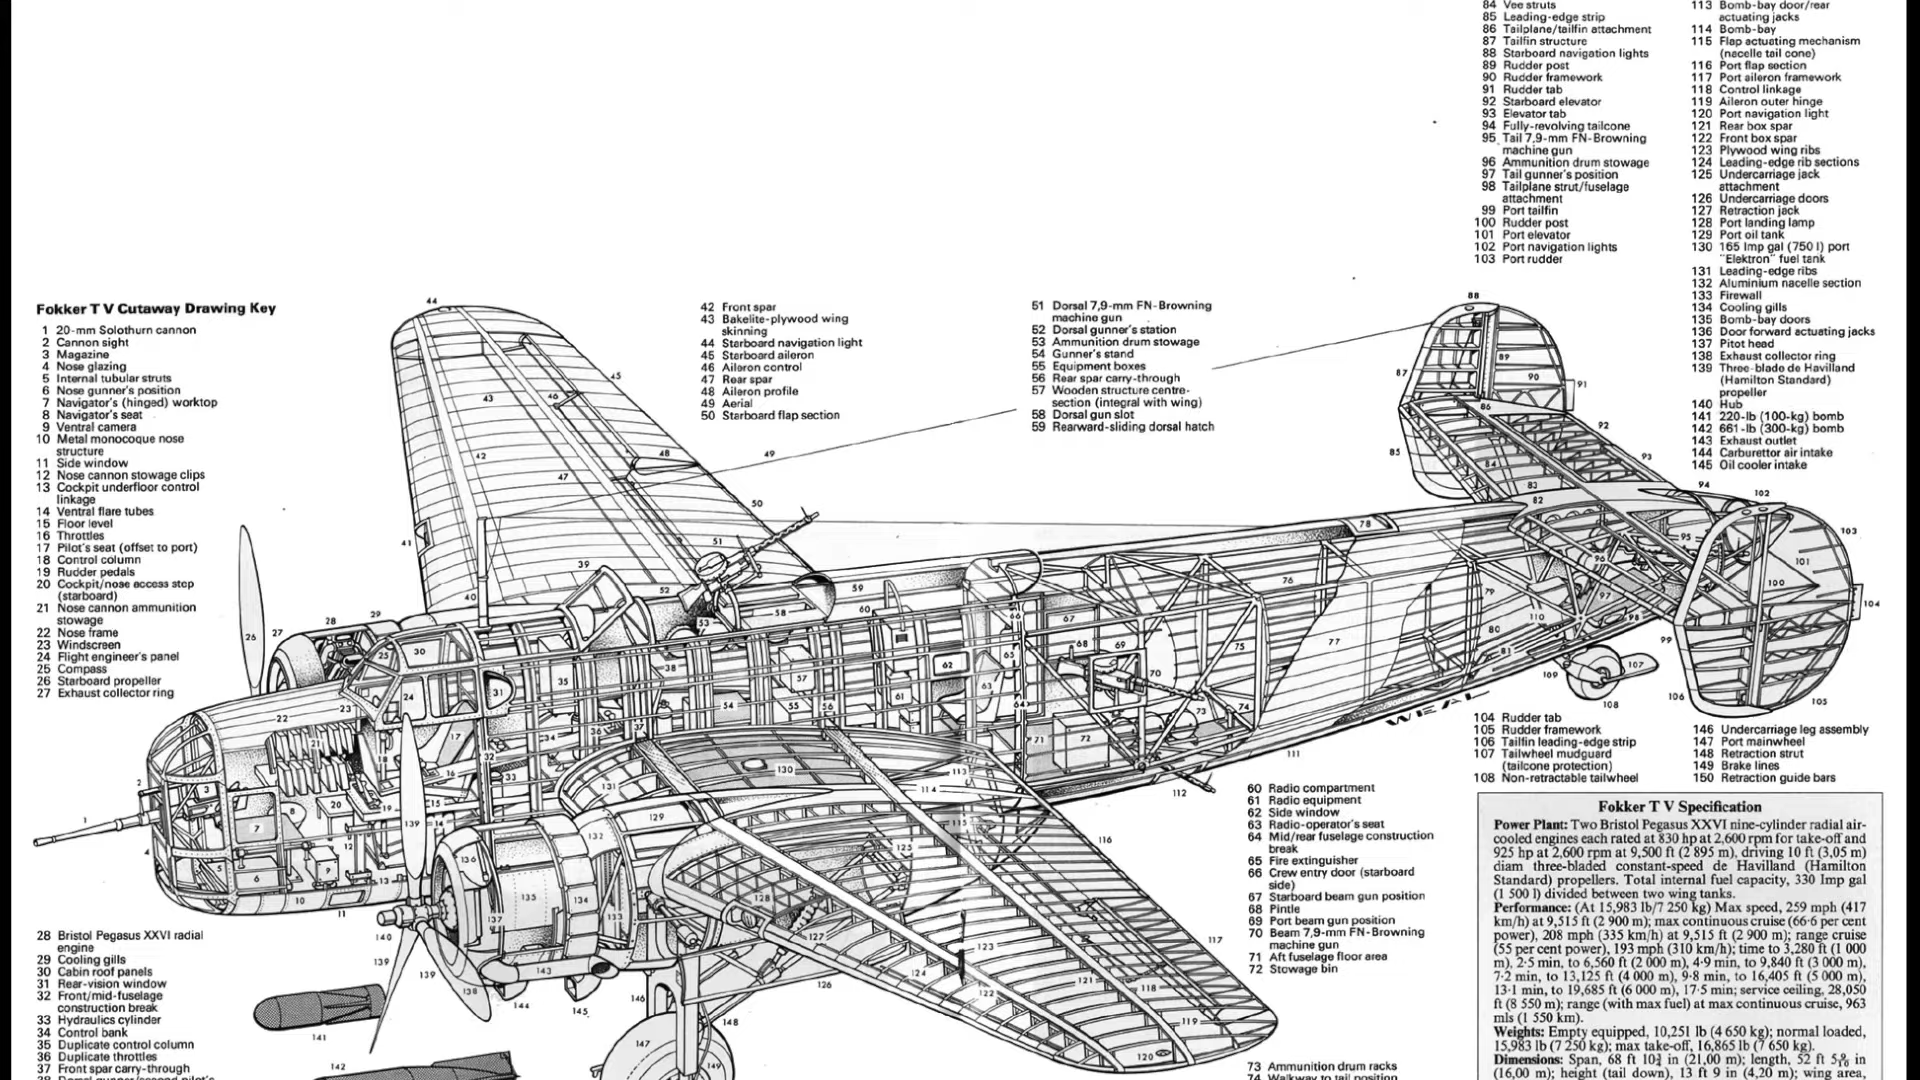 84 Vee struts
85 Leading-edge strip
86 Tailplane/tailfin attachment
87 Tailfin structure
88 Starboard navigation lights
89 Rudder post
90 Rudder framework
91 Rudder tab
92 Starboard elevator
93 Elevator tab
94 Fully-revolving tailcone
95 Tail 7,9-mm FN-Browning
machine gun
96 Ammunition drum stowage
97 Tail gunner's position
98 Tailplane strut/fuselage
attachment
99 Port tailfin
100 Rudder post
101 Port elevator
102 Port navigation lights
103 Port rudder
113 Bomb-bay door/rear
actuating jacks
114 Bomb-bay
115 Flap actuating mechanism
(nacelle tail cone)
116 Port flap section
117 Port aileron framework
118 Control linkage
119 Aileron outer hinge
120 Port navigation light
121 Rear box spar
122 Front box spar
123 Plywood wing ribs
124 Leading-edge rib sections
125 Undercarriage jack
attachment
126 Undercarriage doors
127 Retraction jack
128 Port landing lamp
129 Port oil tank
130 165 Imp gal (750 l) port
"Elektron" fuel tank
131 Leading-edge ribs
132 Aluminium nacelle section
133 Firewall
134 Cooling gills
135 Bomb-bay doors
136 Door forward actuating jacks
137 Pitot head
138 Exhaust collector ring
139 Three-blade de Havilland
(Hamilton Standard)
propeller
140 Hub
141 220-lb (100-kg) bomb
142 661-lb (300-kg) bomb
143 Exhaust outlet
144 Carburettor air intake
145 Oil cooler intake
Fokker T V Cutaway Drawing Key
1 20-mm Solothurn cannon
2 Cannon sight
3 Magazine
4 Nose glazing
5 Internal tubular struts
6 Nose gunner's position
7 Navigator's (hinged) worktop
8 Navigator's seat
9 Ventral camera
10 Metal monocoque nose
structure
11 Side window
12 Nose cannon stowage clips
13 Cockpit underfloor control
linkage
14 Ventral flare tubes
15 Floor level
16 Throttles
17 Pilot's seat (offset to port)
18 Control column
19 Rudder pedals
20 Cockpit/nose access step
(starboard)
21 Nose cannon ammunition
stowage
22 Nose frame
23 Windscreen
24 Flight engineer's panel
25 Compass
26 Starboard propeller
27 Exhaust collector ring
28 Bristol Pegasus XXVI radial
engine
29 Cooling gills
30 Cabin roof panels
31 Rear-vision window
32 Front/mid-fuselage
construction break
33 Hydraulics cylinder
34 Control bank
35 Duplicate control column
36 Duplicate throttles
37 Front spar carry-through
38 Dorsal gunner/second pilot's
42 Front spar
43 Bakelite-plywood wing
skinning
44 Starboard navigation light
45 Starboard aileron
46 Aileron control
47 Rear spar
48 Aileron profile
49 Aerial
50 Starboard flap section
51 Dorsal 7,9-mm FN-Browning
machine gun
52 Dorsal gunner's station
53 Ammunition drum stowage
54 Gunner's stand
55 Equipment boxes
56 Rear spar carry-through
57 Wooden structure centre-
section (integral with wing)
58 Dorsal gun slot
59 Rearward-sliding dorsal hatch
60 Radio compartment
61 Radio equipment
62 Side window
63 Radio-operator's seat
64 Mid/rear fuselage construction
break
65 Fire extinguisher
66 Crew entry door (starboard
side)
67 Starboard beam gun position
68 Pintle
69 Port beam gun position
70 Beam 7,9-mm FN-Browning
machine gun
71 Aft fuselage floor area
72 Stowage bin
73 Ammunition drum racks
74 Walkway to tail position
104 Rudder tab
105 Rudder framework
106 Tailfin leading-edge strip
107 Tailwheel mudguard
(tailcone protection)
108 Non-retractable tailwheel
146 Undercarriage leg assembly
147 Port mainwheel
148 Retraction strut
149 Brake lines
150 Retraction guide bars
WEAL
Fokker T V Specification
Power Plant: Two Bristol Pegasus XXVI nine-cylinder radial air-
cooled engines each rated at 830 hp at 2,600 rpm for take-off and
925 hp at 2,600 rpm at 9,500 ft (2 895 m), driving 10 ft (3,05 m)
diam three-bladed constant-speed de Havilland (Hamilton
Standard) propellers. Total internal fuel capacity, 330 Imp gal
(1 500 l) divided between two wing tanks.
Performance: (At 15,983 lb/7 250 kg) Max speed, 259 mph (417
km/h) at 9,515 ft (2 900 m); max continuous cruise (66·6 per cent
power), 208 mph (335 km/h) at 9,515 ft (2 900 m); range cruise
(55 per cent power), 193 mph (310 km/h); time to 3,280 ft (1 000
m), 2·5 min, to 6,560 ft (2 000 m), 4·9 min, to 9,840 ft (3 000 m),
7·2 min, to 13,125 ft (4 000 m), 9·8 min, to 16,405 ft (5 000 m),
13·1 min, to 19,685 ft (6 000 m), 17·5 min; service ceiling, 28,050
ft (8 550 m); range (with max fuel) at max continuous cruise, 963
mls (1 550 km).
Weights: Empty equipped, 10,251 lb (4 650 kg); normal loaded,
15,983 lb (7 250 kg); max take-off, 16,865 lb (7 650 kg).
Dimensions: Span, 68 ft 10¾ in (21,00 m); length, 52 ft in
(16,00 m); height (tail down), 13 ft 9 in (4,20 m); wing area,